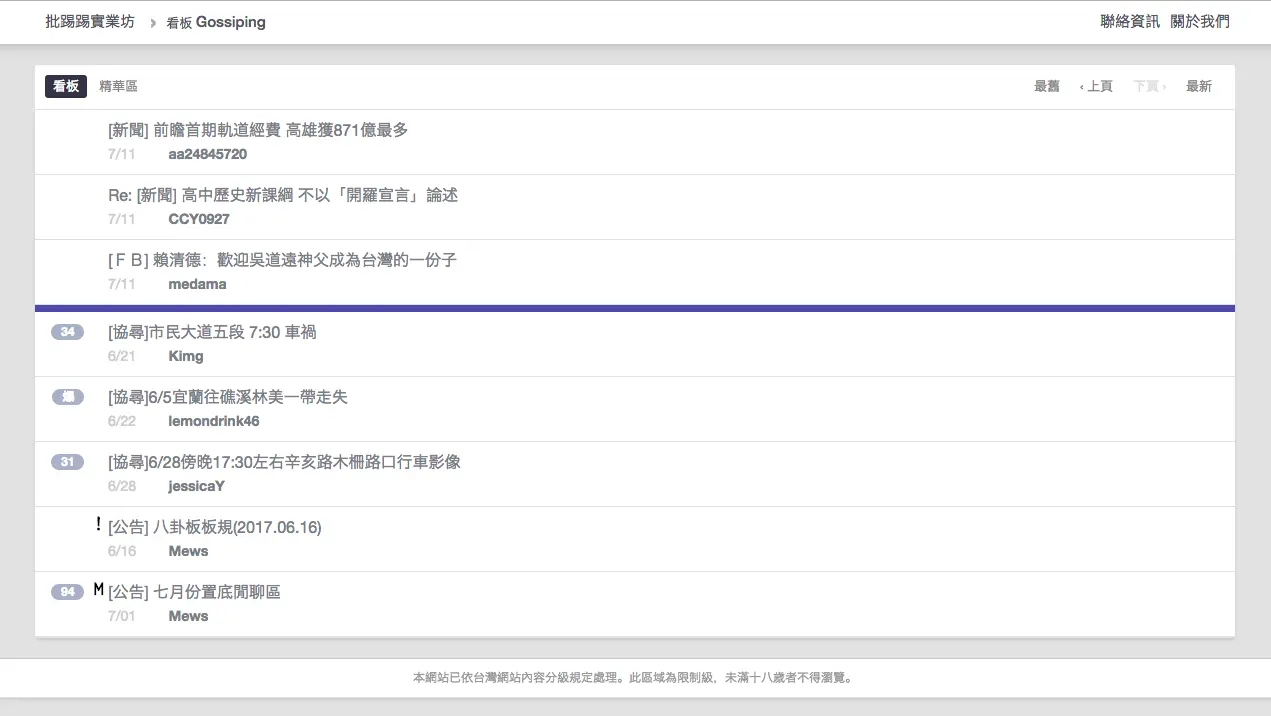 批踢踢實業坊 › 看板 Gossiping 聯絡資訊 關於我們
看板 精華區 最舊 ‹ 上頁 下頁 › 最新
[新聞] 前瞻首期軌道經費 高雄獲871億最多
7/11 aa24845720
Re: [新聞] 高中歷史新課綱 不以「開羅宣言」論述
7/11 CCY0927
[ＦＢ] 賴清德：歡迎吳道遠神父成為台灣的一份子
7/11 medama
34 [協尋]市民大道五段 7:30 車禍
6/21 Kimg
爆 [協尋]6/5宜蘭往礁溪林美一帶走失
6/22 lemondrink46
31 [協尋]6/28傍晚17:30左右辛亥路木柵路口行車影像
6/28 jessicaY
! [公告] 八卦板板規(2017.06.16)
6/16 Mews
94 M [公告] 七月份置底閒聊區
7/01 Mews
本網站已依台灣網站內容分級規定處理。此區域為限制級，未滿十八歲者不得瀏覽。